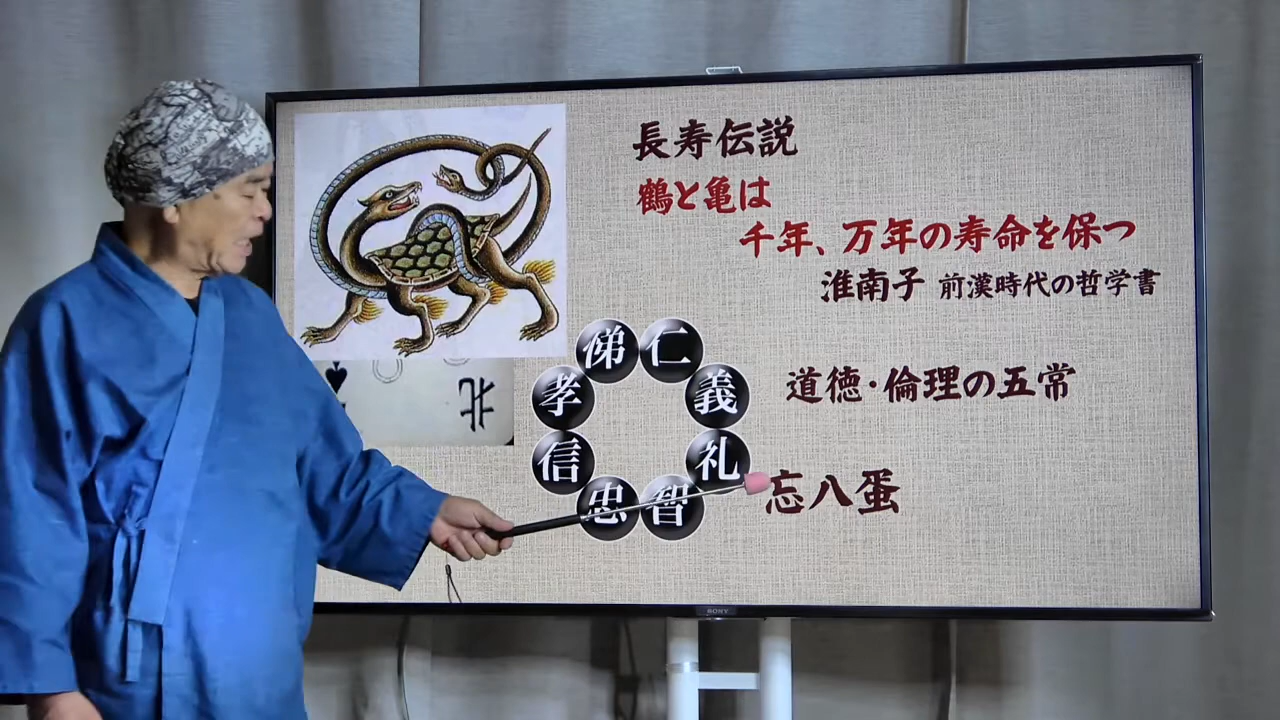 長寿伝説
鶴と亀は
千年、万年の寿命を保つ
淮南子 前漢時代の哲学書
道徳・倫理の五常
忘八蛋
仁
義
礼
智
忠
信
孝
悌
北
SONY